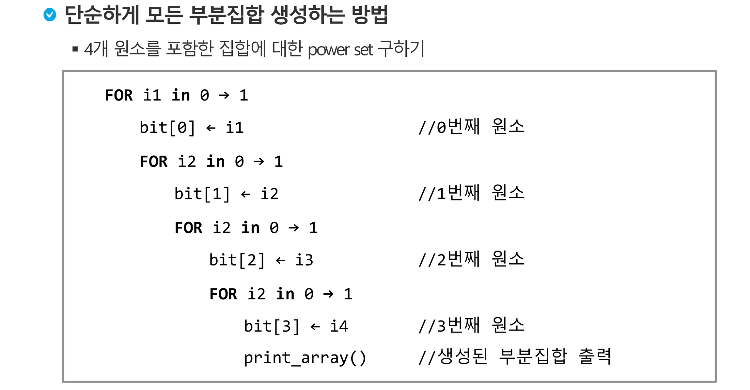 단순하게 모든 부분집합 생성하는 방법
▪ 4개 원소를 포함한 집합에 대한 power set 구하기
FOR i1 in 0 → 1
bit[0] ← i1 //0번째 원소
FOR i2 in 0 → 1
bit[1] ← i2 //1번째 원소
FOR i2 in 0 → 1
bit[2] ← i3 //2번째 원소
FOR i2 in 0 → 1
bit[3] ← i4 //3번째 원소
print_array() //생성된 부분집합 출력